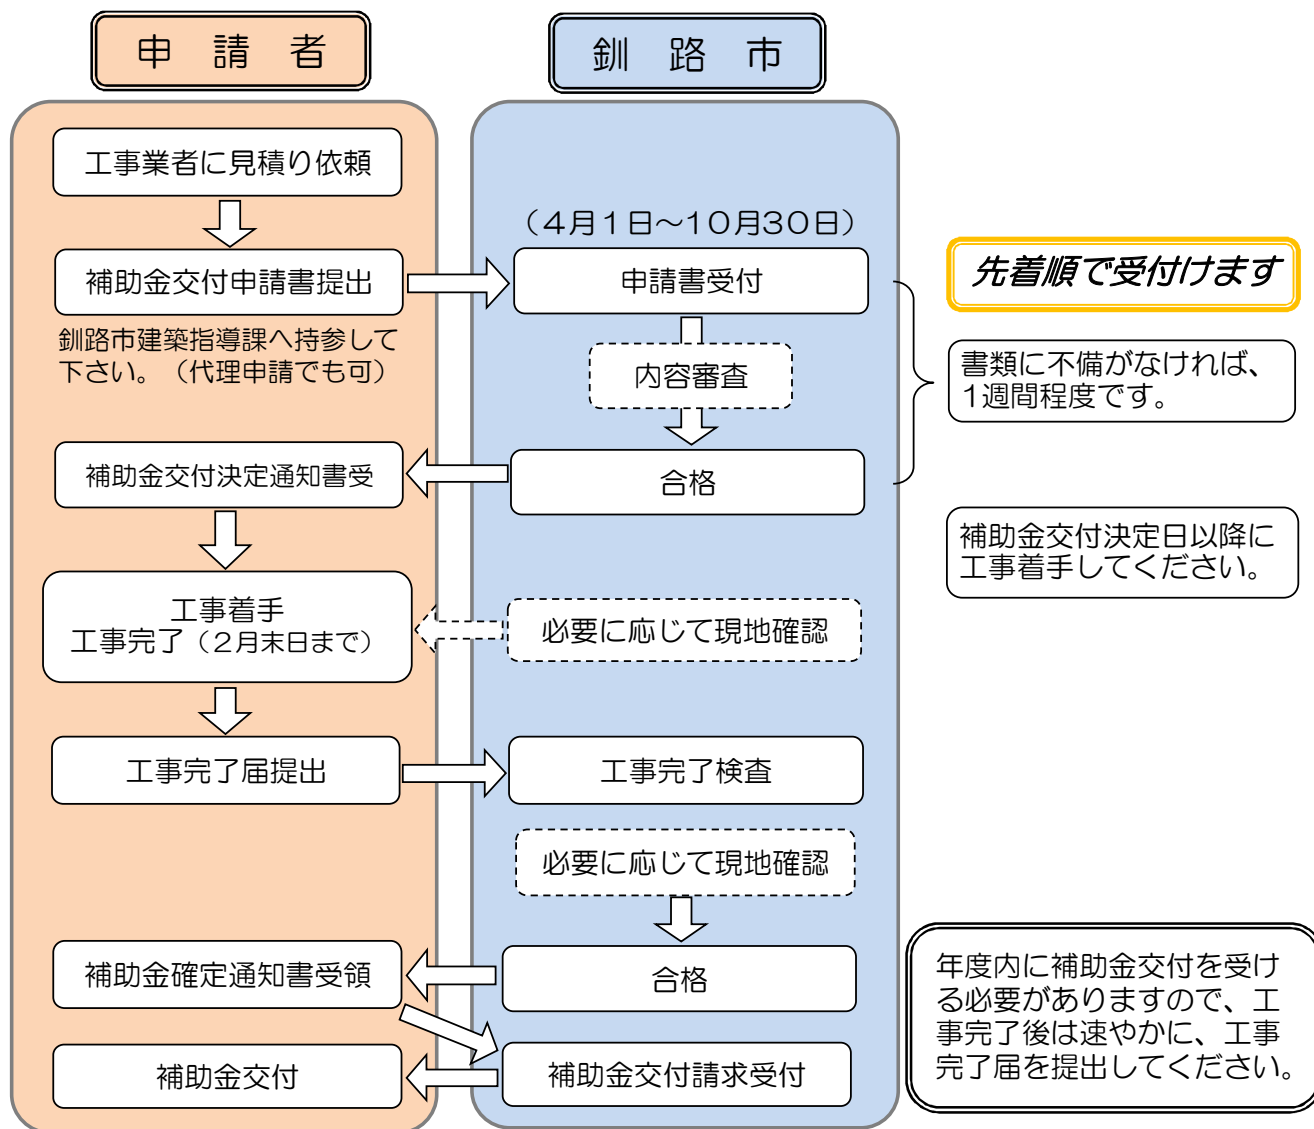 申　請　者
釧　路　市
工事業者に見積り依頼
（４月１日～１０月３０日）
補助金交付申請書提出
申請書受付
先着順で受付けます
釧路市建築指導課へ持参して
下さい。（代理申請でも可）
内容審査
書類に不備がなければ、
1週間程度です。
補助金交付決定通知書受
合格
補助金交付決定日以降に
工事着手してください。
工事着手
工事完了（２月末日まで）
必要に応じて現地確認
工事完了届提出
工事完了検査
必要に応じて現地確認
補助金確定通知書受領
合格
年度内に補助金交付を受け
る必要がありますので、工
事完了後は速やかに、工事
完了届を提出してください。
補助金交付
補助金交付請求受付